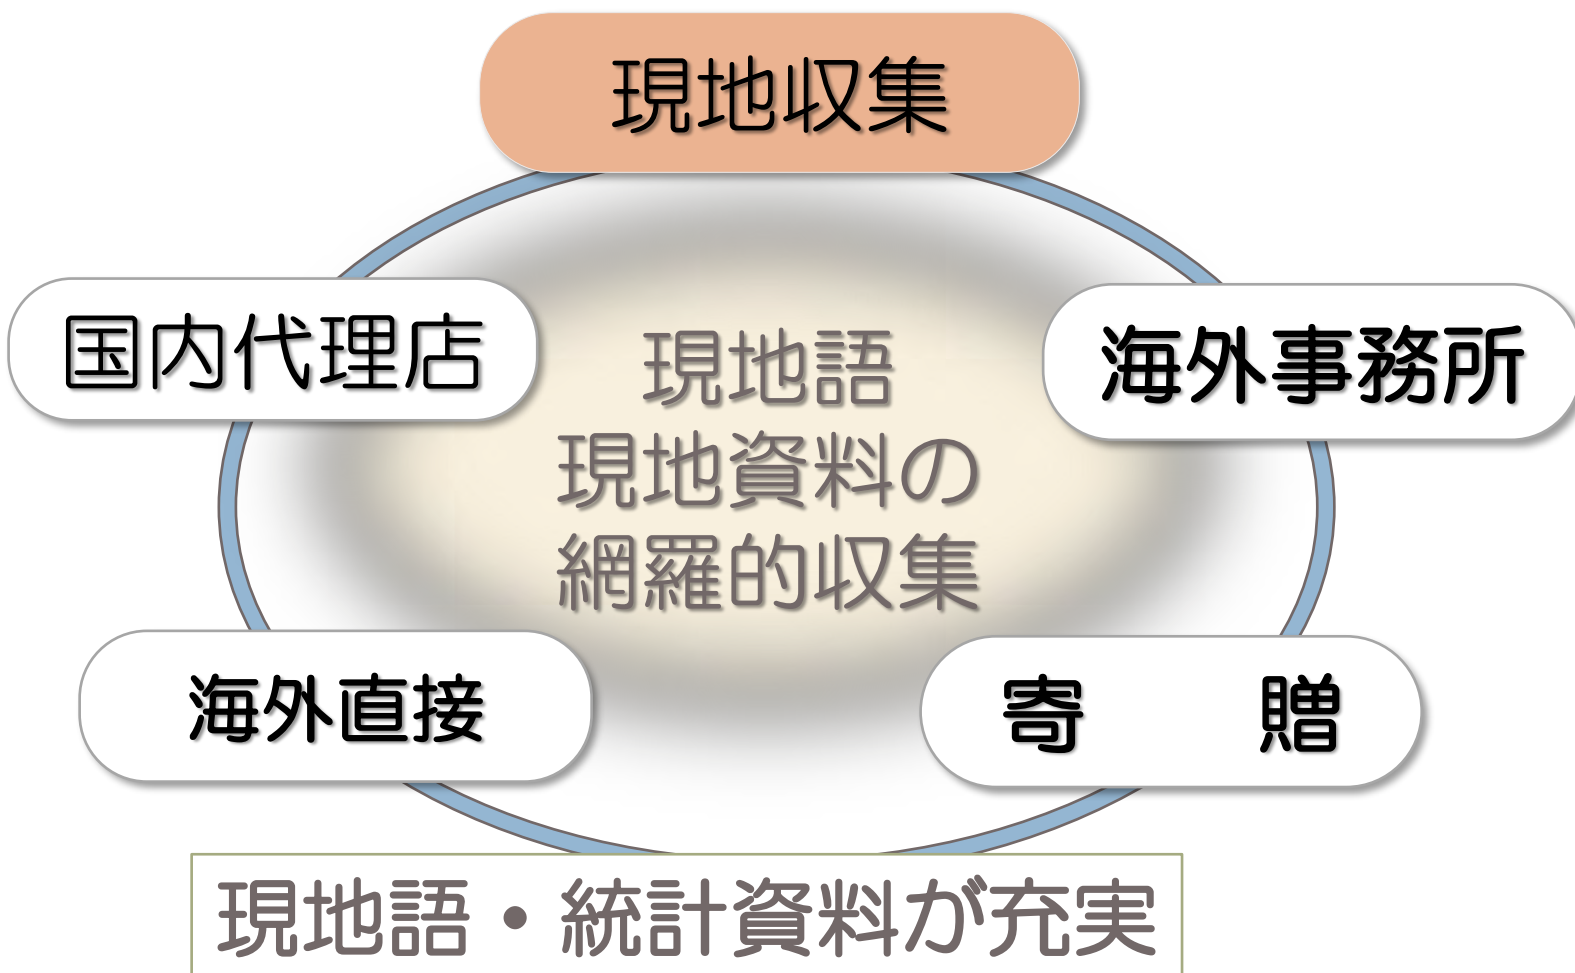 現地収集
国内代理店
海外事務所
現地語
現地資料の
網羅的収集
海外直接
寄　贈
現地語・統計資料が充実